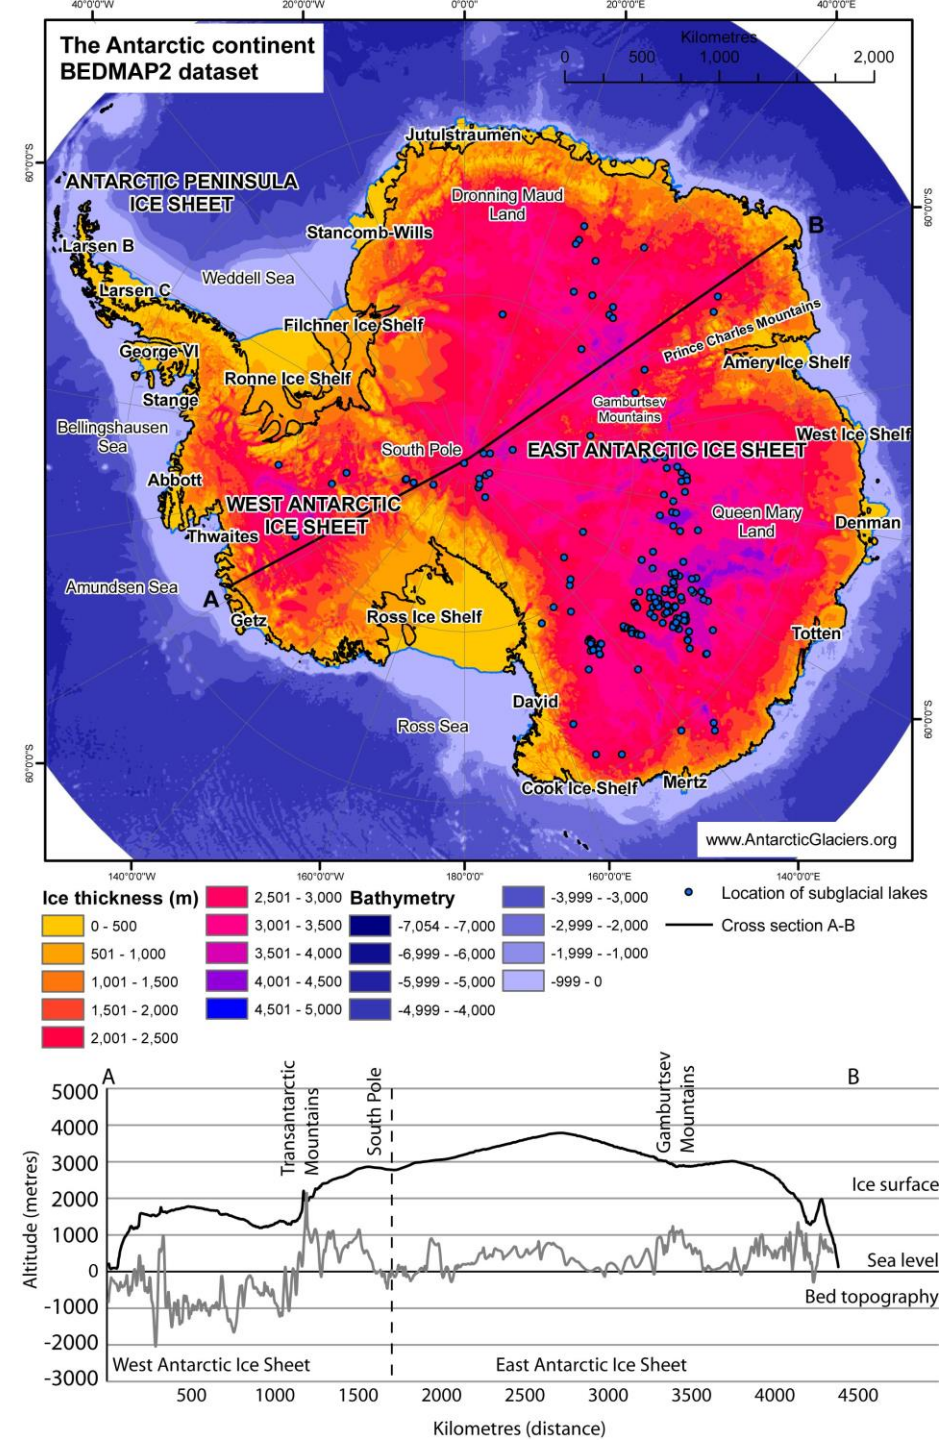 40°0'0"W
20°0'0"W
0°0'0"
20°0'0"E
40°0'0"E
The Antarctic continent
BEDMAP2 dataset
Kilometres
0
500
1,000
2,000
60°0'0"S
60°0'0"S
Jutulstraumen
ANTARCTIC PENINSULA
ICE SHEET
Dronning Maud
Land
B
Stancomb-Wills
Larsen B
Weddell Sea
Larsen C
Filchner Ice Shelf
Prince Charles Mountains
George VI
Amery Ice Shelf
Ronne Ice Shelf
Stange
Gamburtsev
Mountains
Bellingshausen
Sea
South Pole
EAST ANTARCTIC ICE SHEET
West Ice Shelf
Abbott
WEST ANTARCTIC
ICE SHEET
Queen Mary
Land
Denman
Thwaites
Amundsen Sea
A
Getz
Ross Ice Shelf
Totten
David
Ross Sea
60°0'0"S
60°0'0"S
Cook Ice Shelf
Mertz
www.AntarcticGlaciers.org
140°0'0"W
160°0'0"W
180°0'0"
160°0'0"E
140°0'0"E
Ice thickness (m)
0 - 500
501 - 1,000
1,001 - 1,500
1,501 - 2,000
2,001 - 2,500
2,501 - 3,000
3,001 - 3,500
3,501 - 4,000
4,001 - 4,500
4,501 - 5,000
Bathymetry
-7,054 - -7,000
-6,999 - -6,000
-5,999 - -5,000
-4,999 - -4,000
-3,999 - -3,000
-2,999 - -2,000
-1,999 - -1,000
-999 - 0
Location of subglacial lakes
Cross section A-B
A
B
Transantarctic
Mountains
South Pole
Gamburtsev
Mountains
Altitude (metres)
5000
4000
3000
2000
1000
0
-1000
-2000
-3000
Ice surface
Sea level
Bed topography
West Antarctic Ice Sheet
East Antarctic Ice Sheet
500
1000
1500
2000
2500
3000
3500
4000
4500
Kilometres (distance)